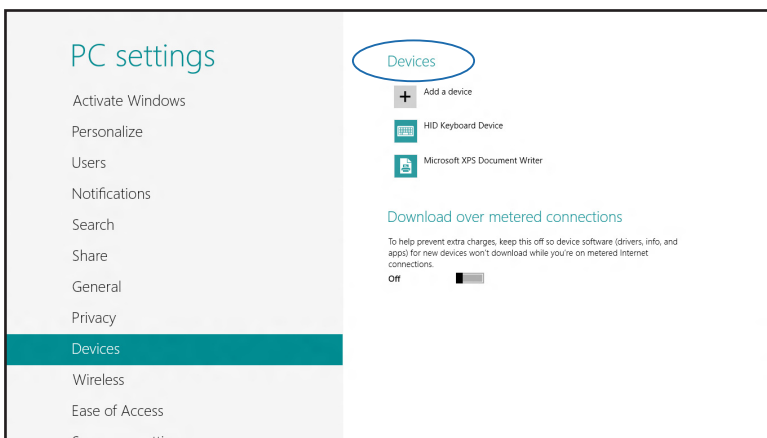 PC settings
Activate Windows
Personalize
Users
Notifications
Search
Share
General
Privacy
Devices
Wireless
Ease of Access
Devices
Add a device
HID Keyboard Device
Microsoft XPS Document Writer
Download over metered connections
To help prevent extra charges, keep this off so device software (drivers, info, and
apps) for new devices won't download while you're on metered Internet
connections.
Off